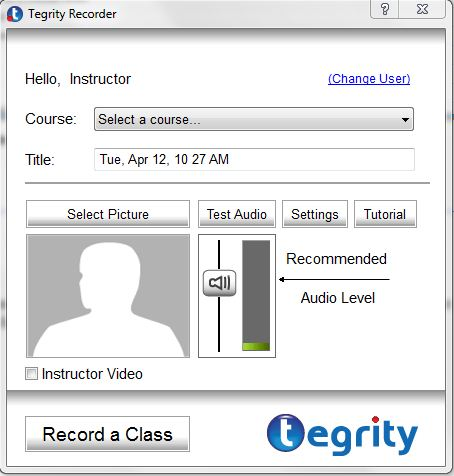 Tegrity Recorder
Hello, Instructor
(Change User)
Course: Select a course...
Title: Tue, Apr 12, 10 27 AM
Select Picture
Test Audio
Settings
Tutorial
Recommended
Audio Level
Instructor Video
Record a Class
tegrity